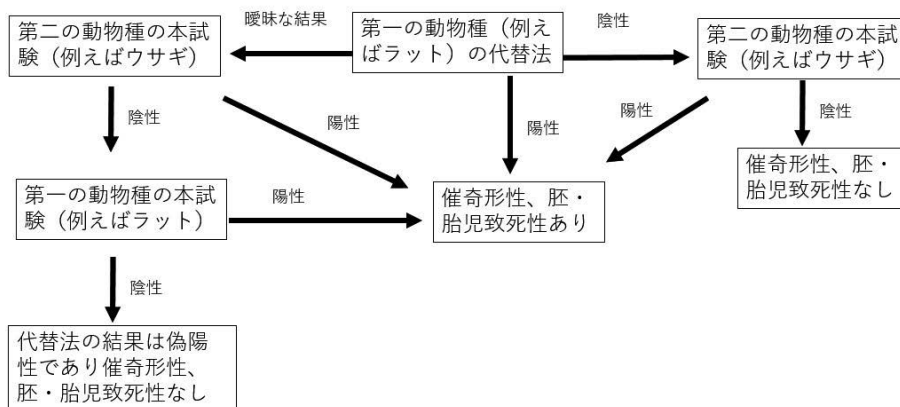 曖昧な結果
第二の動物種の本試
験（例えばウサギ）
第一の動物種（例え
ばラット）の代替法
陰性
第二の動物種の本試
験（例えばウサギ）
陰性
陽性
陽性
陽性
陰性
第一の動物種の本試
験（例えばラット）
陽性
催奇形性、胚・
胎児致死性あり
催奇形性、胚・
胎児致死性なし
陰性
代替法の結果は偽陽
性であり催奇形性、
胚・胎児致死性なし